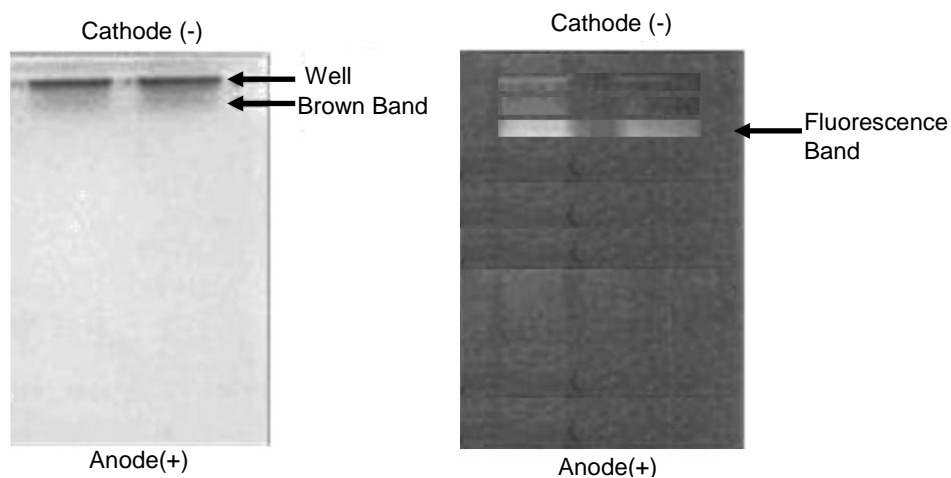 Cathode (-)
Well
Brown Band
Anode(+)
Cathode (-)
Fluorescence
Band
Anode(+)